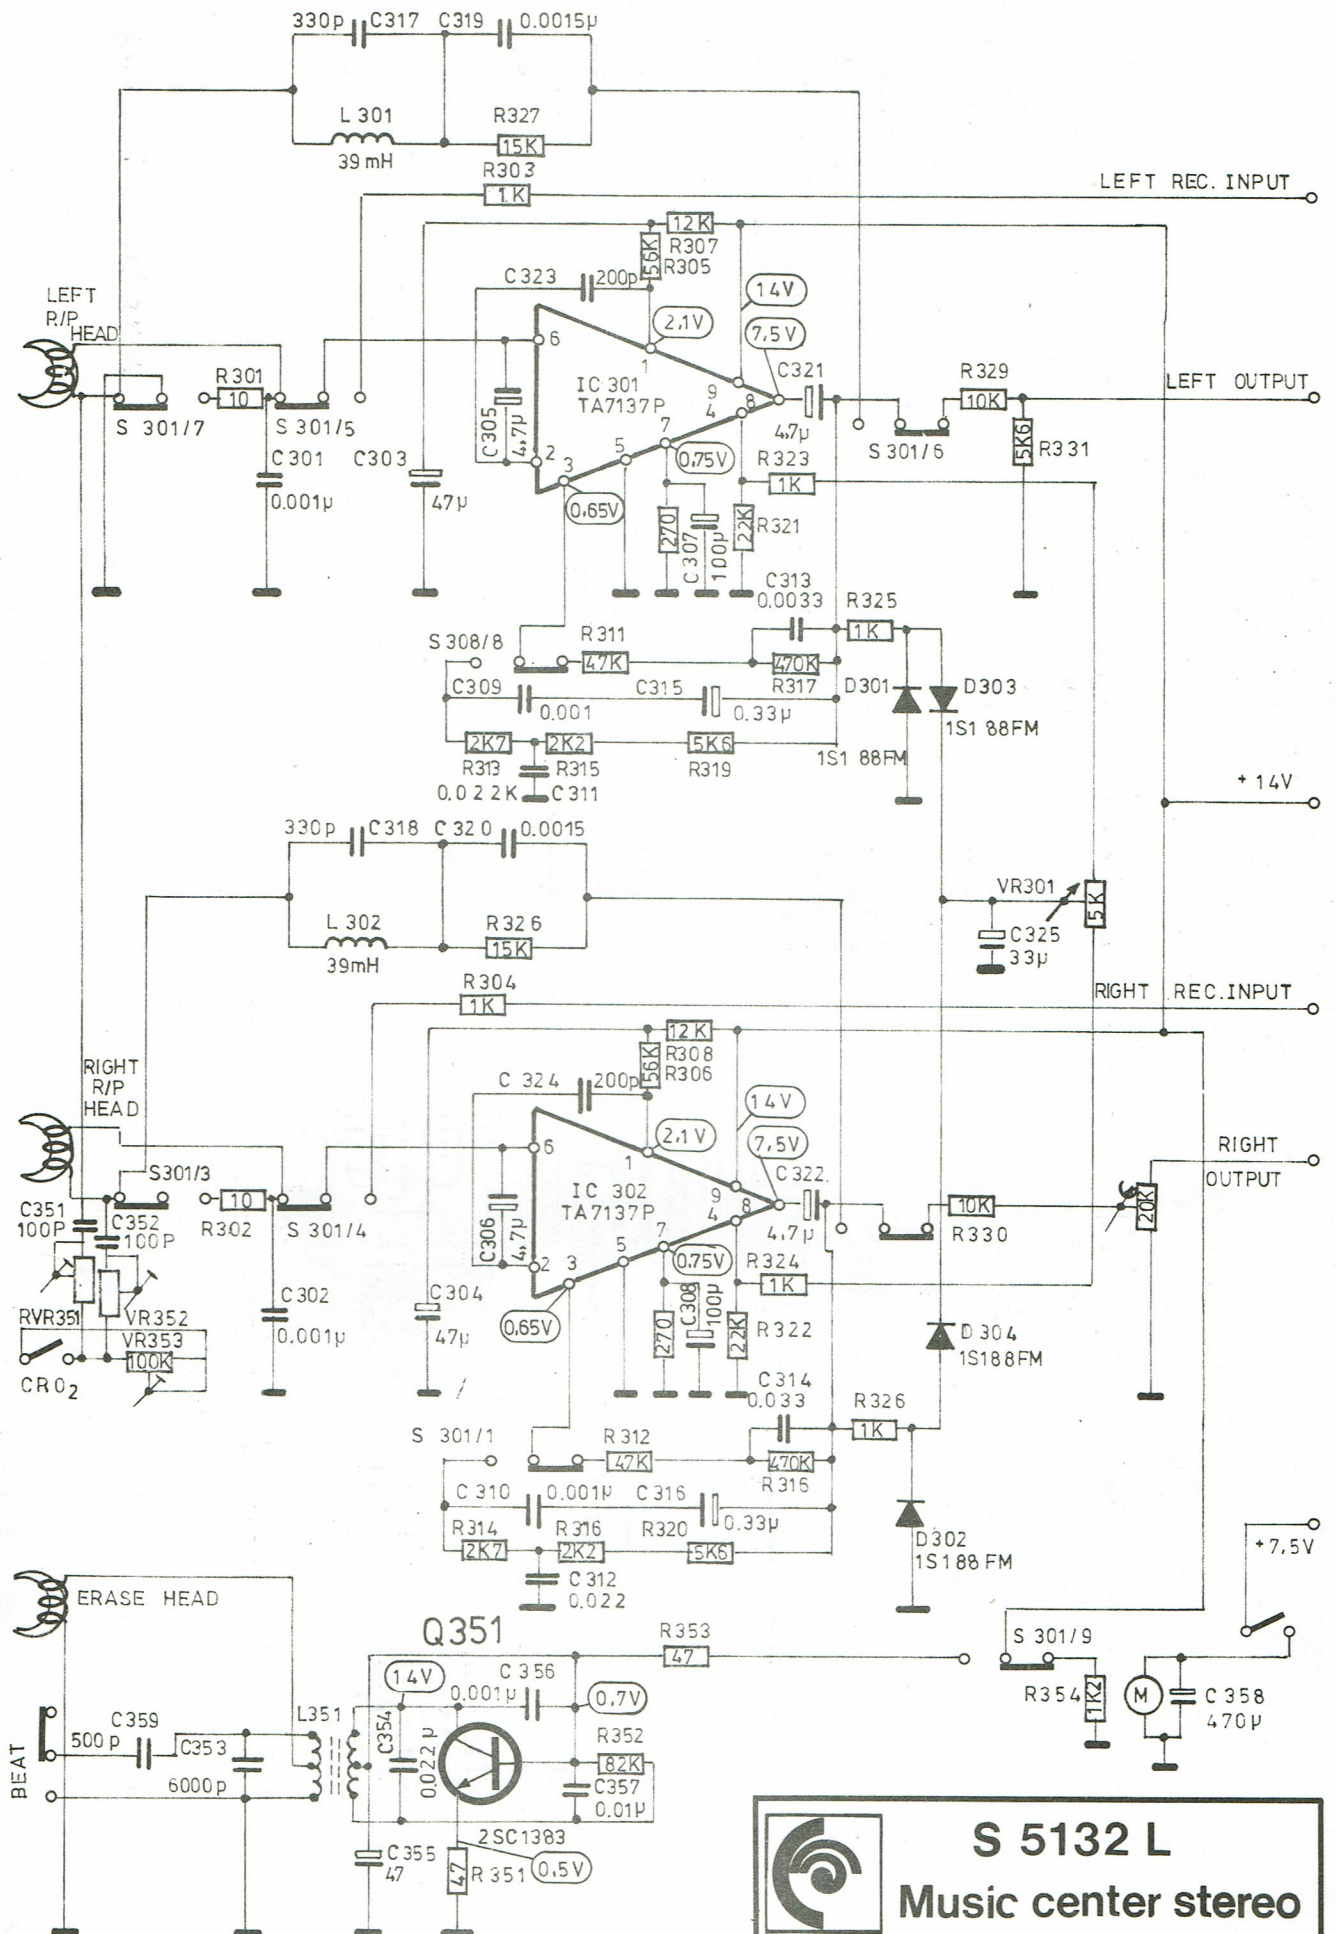 330p C317 C319 0.0015µ
L 301
39 mH
R327
15K
R303
1K
LEFT REC. INPUT
12K
R307
56K
R305
C323 200p
14V
2,1V
7,5V
LEFT
R/P
HEAD
6
1
9
4
8
7
5
3
2
IC 301
TA7137P
C321
4,7µ
R301
10
S 301/7
S 301/5
C305
4,7µ
C301
0.001µ
C303
47µ
0,65V
0,75V
R323
1K
S301/6
R329
10K
LEFT OUTPUT
5K6
R331
270
C307
100µ
22K
R321
C313
0.0033
R325
1K
S308/8
R311
47K
470K
R317
D301
D303
1S1 88FM
1S1 88FM
C309
0.001
C315
0.33µ
2K7
2K2
5K6
R313
R315
R319
0.022K
C311
+14V
330p C318 C320 0.0015
L 302
39mH
R326
15K
VR301
5K
C325
33µ
R304
1K
RIGHT REC.INPUT
12K
R308
56K
R306
C 324 200p
14V
2,1V
7,5V
RIGHT
R/P
HEAD
6
1
9
4
8
7
5
3
2
IC 302
TA7137P
C322
4,7µ
RIGHT
OUTPUT
S301/3
10
R302
S 301/4
C351
100P
C352
100P
C306
4,7µ
20K
10K
R330
R324
1K
0,75V
0,65V
C302
0.001µ
C304
47µ
RVR351
VR352
VR353
100K
CRO2
270
C308
100µ
22K
R322
D304
1S188FM
C314
0.033
R326
1K
S 301/1
R312
47K
470K
R316
C 310
0.001µ
C316
0.33µ
R314
2K7
R316
2K2
R320
5K6
C 312
0.022
D302
1S188 FM
+7,5V
ERASE HEAD
Q351
R353
47
S 301/9
R354
1K2
M
C 358
470µ
14V
C 356
0.001µ
0,7V
L351
C354
0.022 µ
R352
82K
C357
0.01µ
BEAT
C359
500p
C353
6000p
2SC1383
C355
47
47
R351
0,5V
S 5132 L
Music center stereo